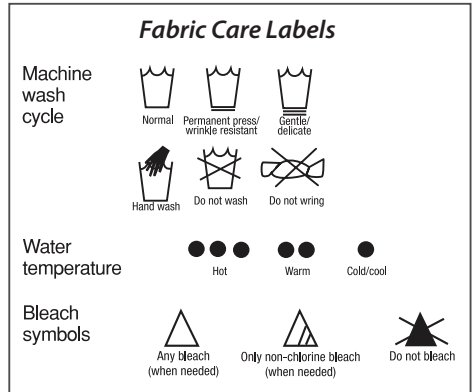 Fabric Care Labels
Machine
wash
cycle
Normal
Permanent press/
wrinkle resistant
Gentle/
delicate
Hand wash
Do not wash
Do not wring
Water
temperature
Hot
Warm
Cold/cool
Bleach
symbols
Any bleach
(when needed)
Only non-chlorine bleach
(when needed)
Do not bleach